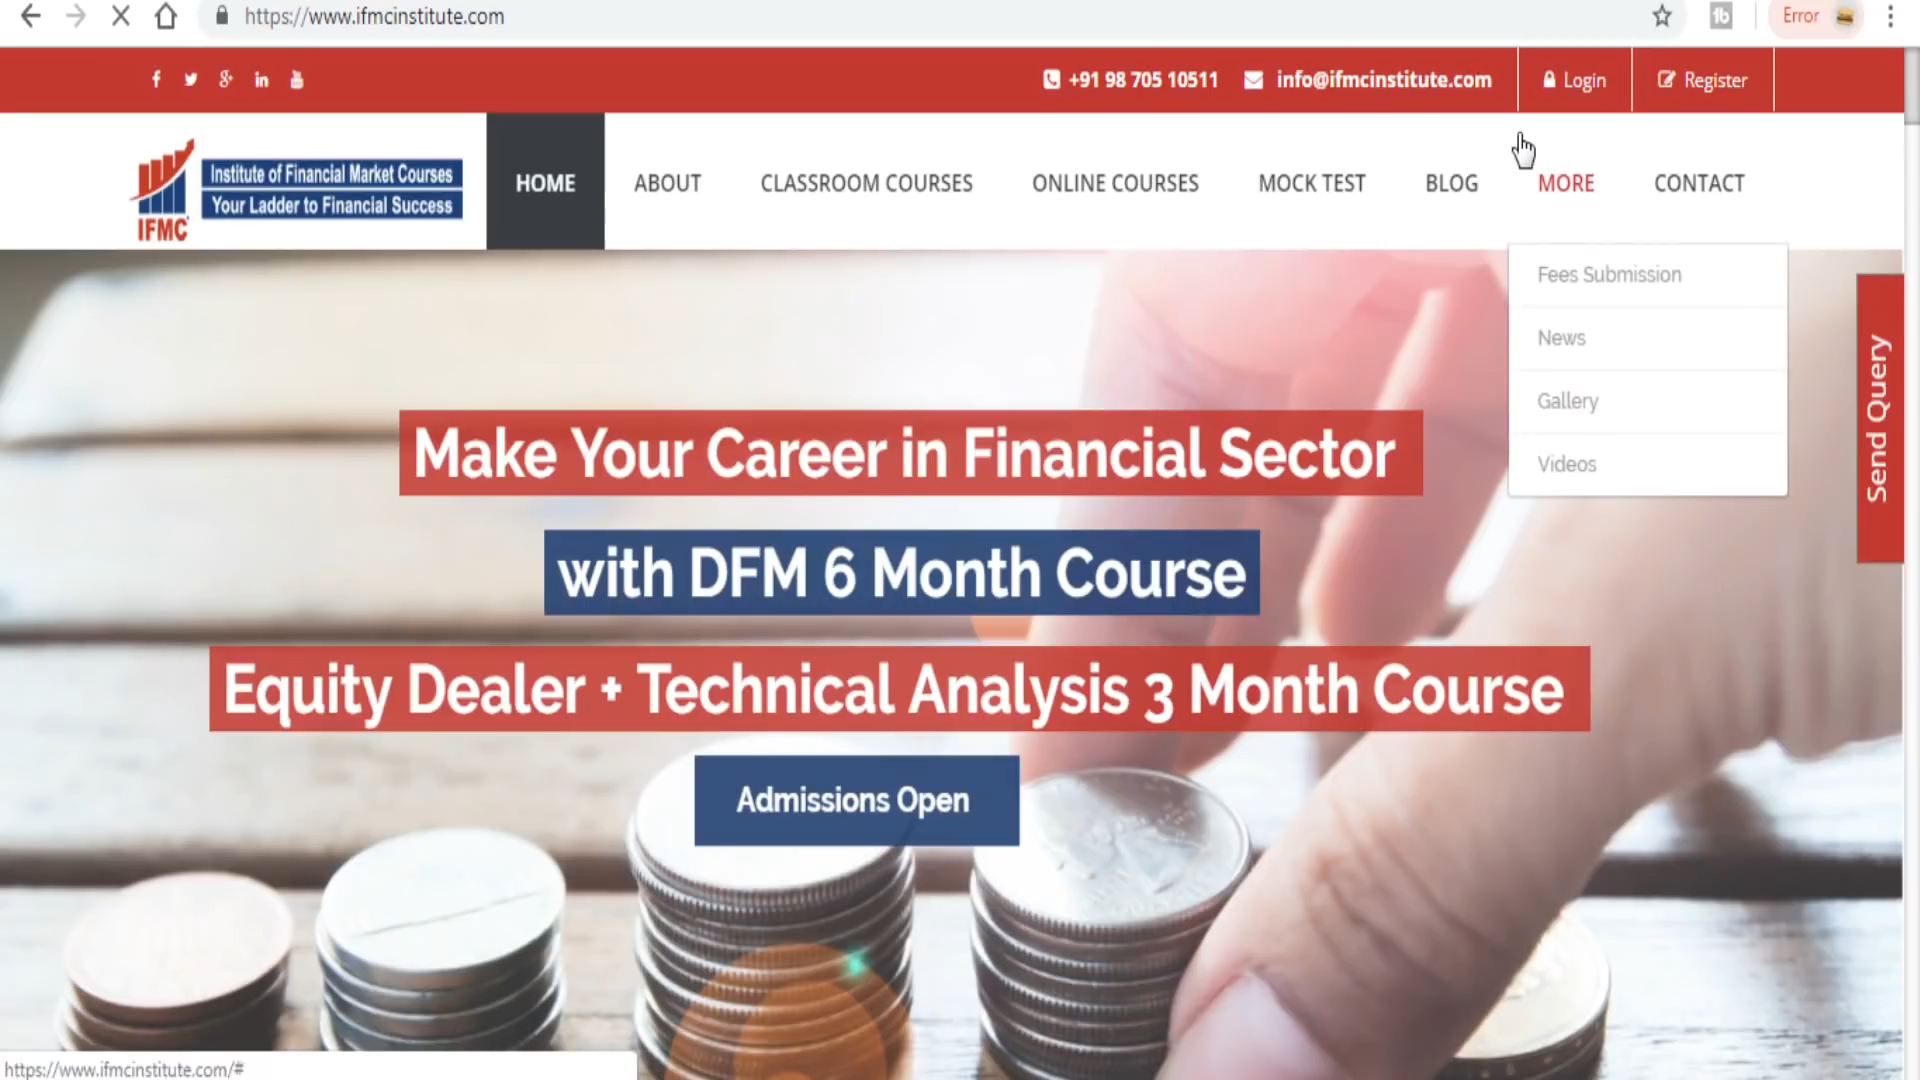 https://www.ifmcinstitute.com
Error
+91 98 705 10511
info@ifmcinstitute.com
Login
Register
Institute of Financial Market Courses
Your Ladder to Financial Success
IFMC
HOME
ABOUT
CLASSROOM COURSES
ONLINE COURSES
MOCK TEST
BLOG
MORE
CONTACT
Fees Submission
News
Gallery
Videos
Send Query
Make Your Career in Financial Sector
with DFM 6 Month Course
Equity Dealer + Technical Analysis 3 Month Course
Admissions Open
https://www.ifmcinstitute.com/#